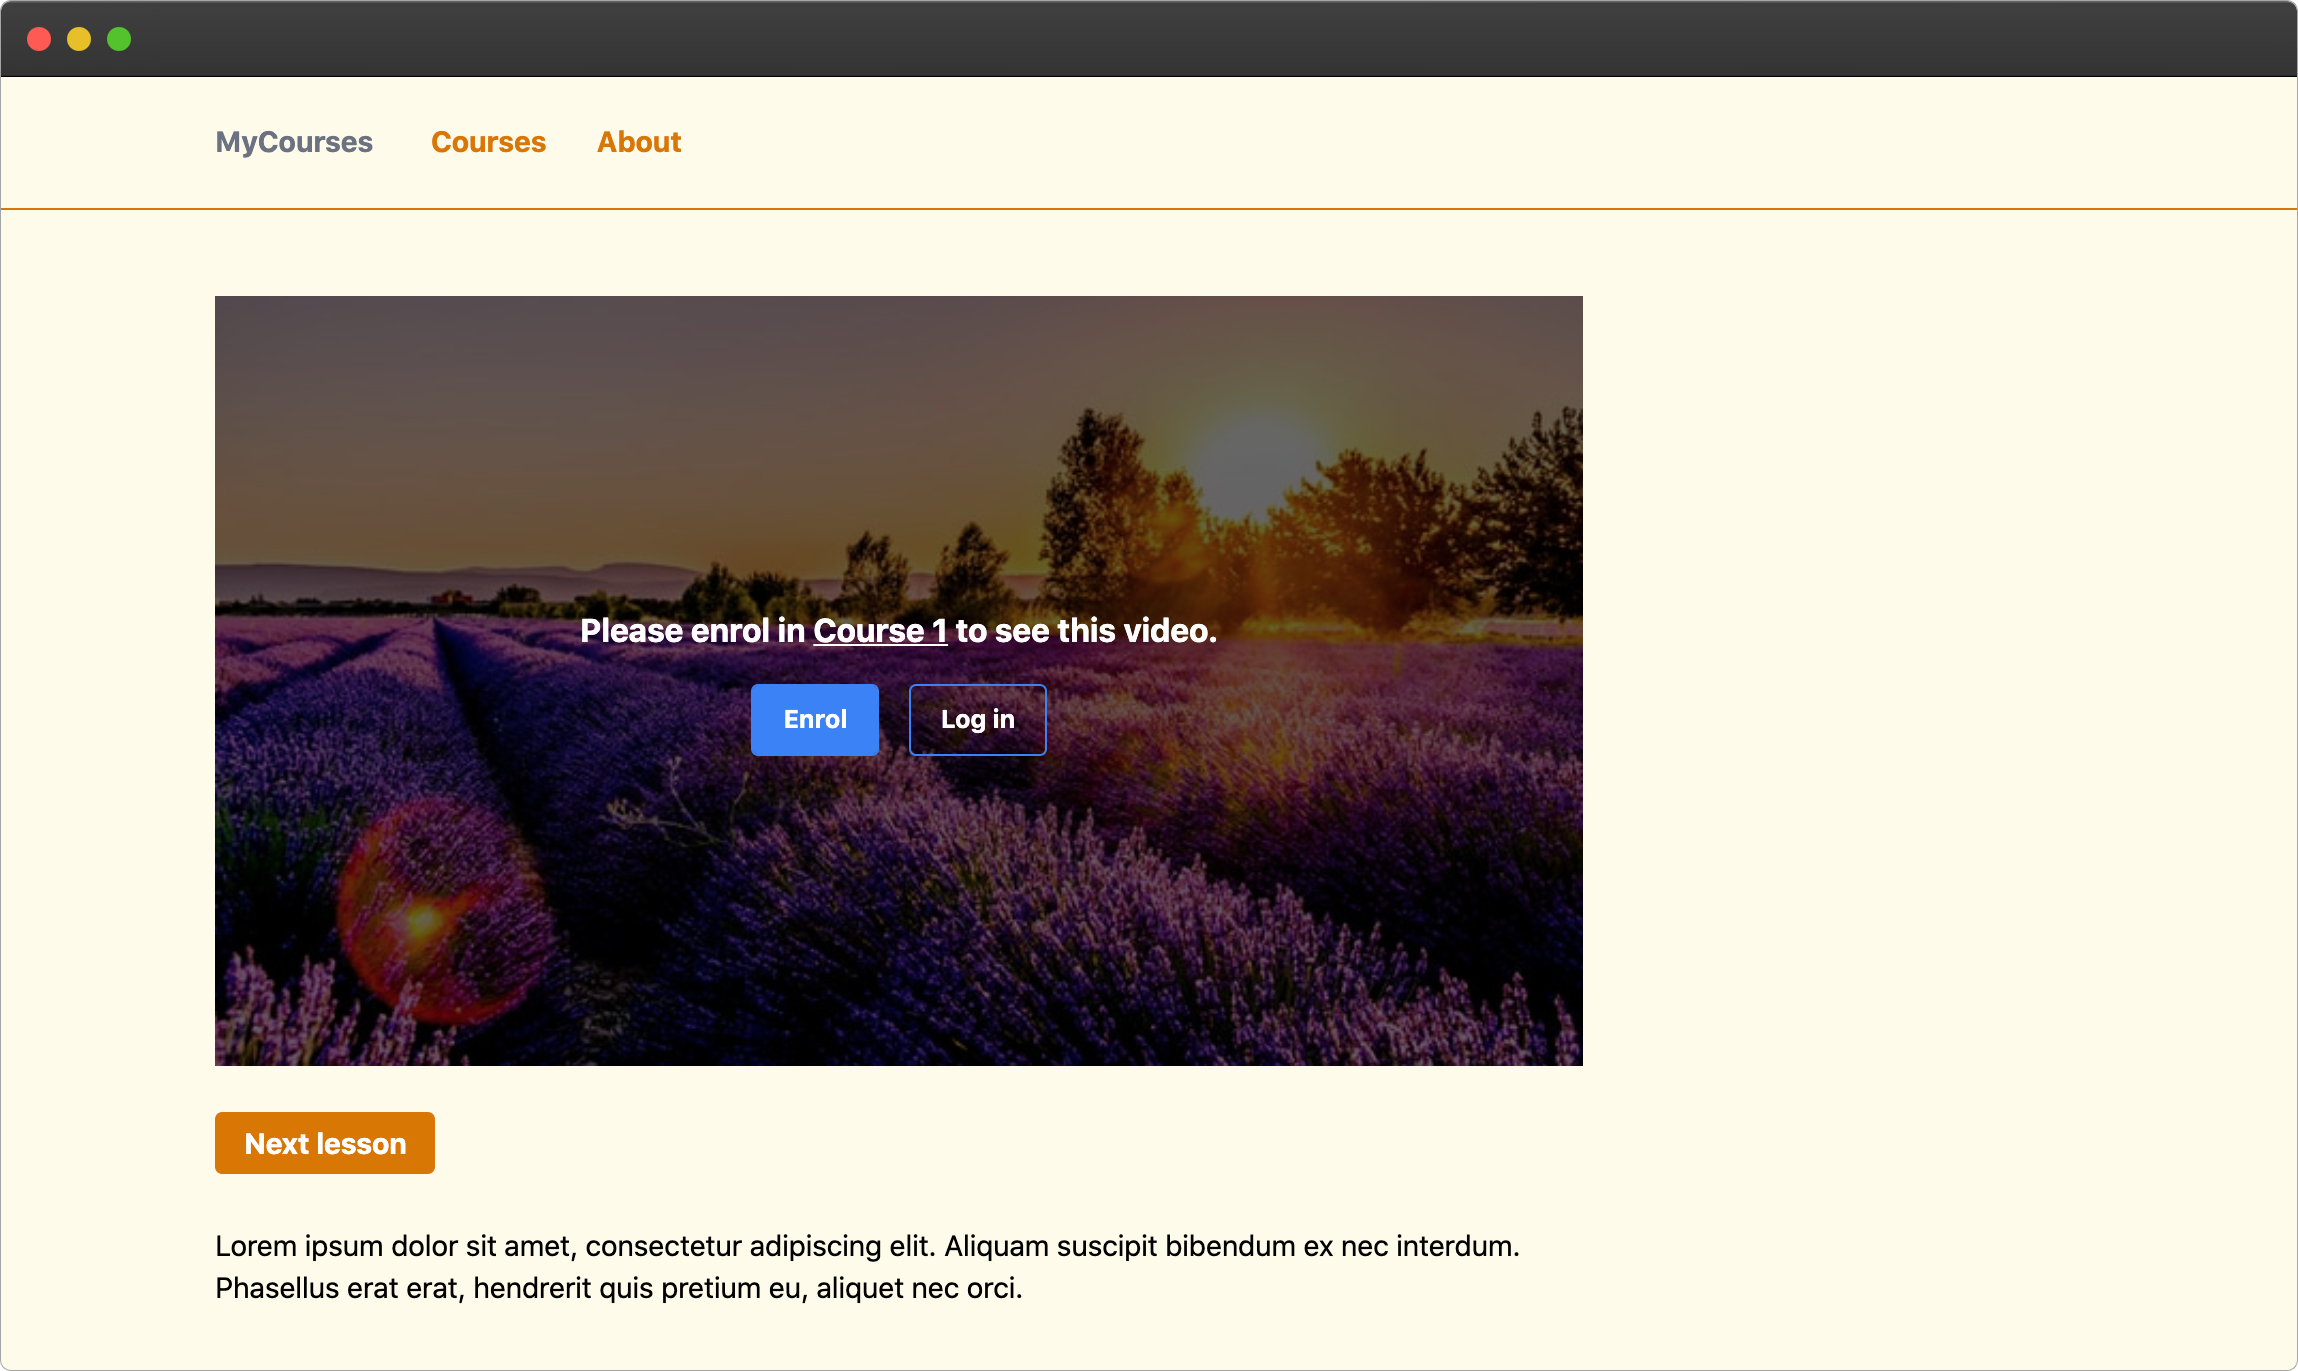 MyCourses Courses About
Please enrol in Course 1 to see this video.
Enrol Log in
Next lesson
Lorem ipsum dolor sit amet, consectetur adipiscing elit. Aliquam suscipit bibendum ex nec interdum.
Phasellus erat erat, hendrerit quis pretium eu, aliquet nec orci.